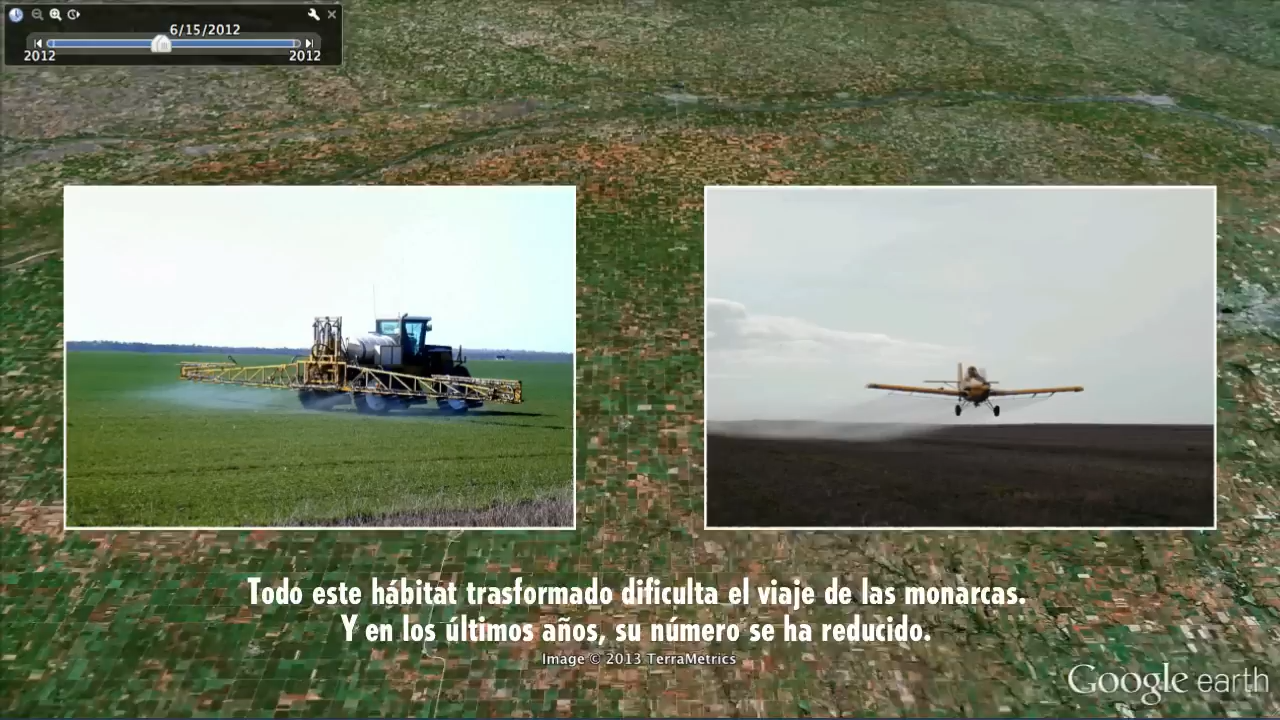 6/15/2012
2012
2012
Todo este hábitat trasformado dificulta el viaje de las monarcas.
Y en los últimos años, su número se ha reducido.
Image © 2013 TerraMetrics
Google earth